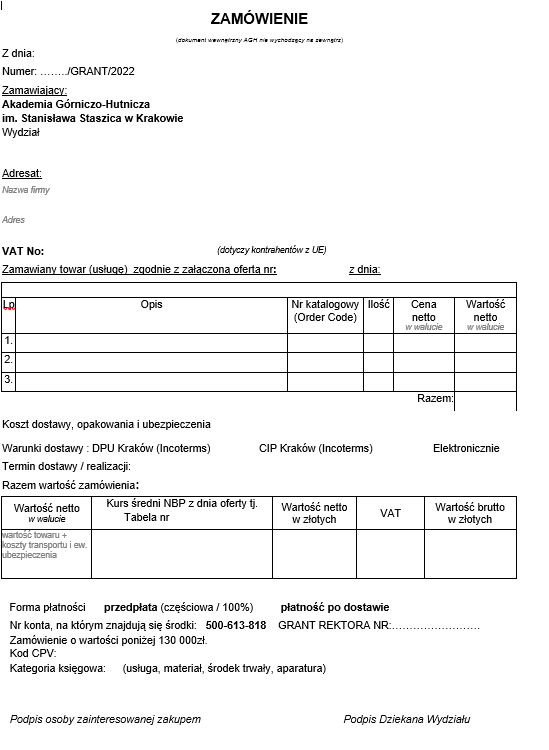 ZAMÓWIENIE
(dokument wewnętrzny AGH nie wychodzący na zewnątrz)
Z dnia:
Numer: ……../GRANT/2022
Zamawiający:
Akademia Górniczo-Hutnicza
im. Stanisława Staszica w Krakowie
Wydział
Adresat:
Nazwa firmy
Adres
VAT No: (dotyczy kontrahentów z UE)
Zamawiany towar (usługę) zgodnie z załączoną ofertą nr: z dnia:
Lp Opis Nr katalogowy (Order Code) Ilość Cena netto w walucie Wartość netto w walucie
1.
2.
3.
Razem:
Koszt dostawy, opakowania i ubezpieczenia
Warunki dostawy : DPU Kraków (Incoterms) CIP Kraków (Incoterms) Elektronicznie
Termin dostawy / realizacji:
Razem wartość zamówienia:
Wartość netto w walucie Kurs średni NBP z dnia oferty tj. Tabela nr Wartość netto w złotych VAT Wartość brutto w złotych
wartość towaru +
koszty transportu i ew.
ubezpieczenia
Forma płatności przedpłata (częściowa / 100%) płatność po dostawie
Nr konta, na którym znajdują się środki: 500-613-818 GRANT REKTORA NR:…………………….
Zamówienie o wartości poniżej 130 000zł.
Kod CPV:
Kategoria księgowa: (usługa, materiał, środek trwały, aparatura)
Podpis osoby zainteresowanej zakupem Podpis Dziekana Wydziału